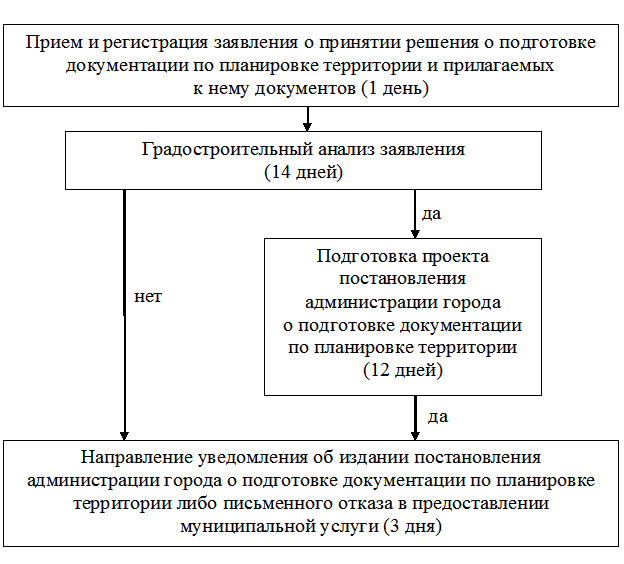 Прием и регистрация заявления о принятии решения о подготовке
документации по планировке территории и прилагаемых
к нему документов (1 день)
Градостроительный анализ заявления
(14 дней)
да
Подготовка проекта
постановления
администрации города
о подготовке документации
по планировке территории
(12 дней)
нет
да
Направление уведомления об издании постановления
администрации города о подготовке документации по планировке
территории либо письменного отказа в предоставлении
муниципальной услуги (3 дня)